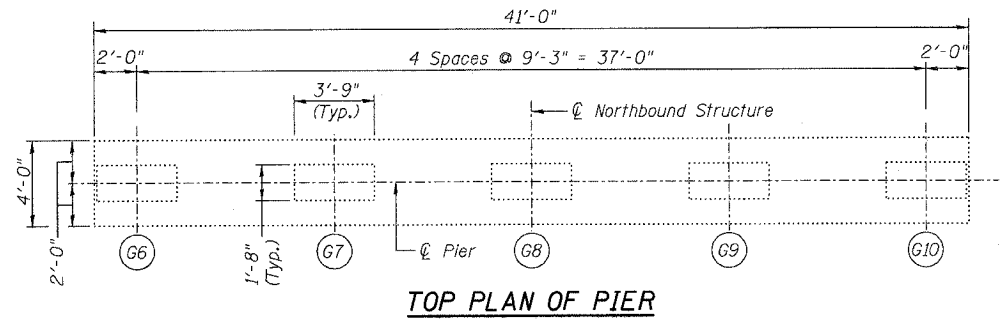 41'-0"
2'-0"
4 Spaces @ 9'-3" = 37'-0"
2'-0"
3'-9"
(Typ.)
℄ Northbound Structure
4'-0"
2'-0"
1'-8"
(Typ.)
℄ Pier
G6
G7
G8
G9
G10
TOP PLAN OF PIER